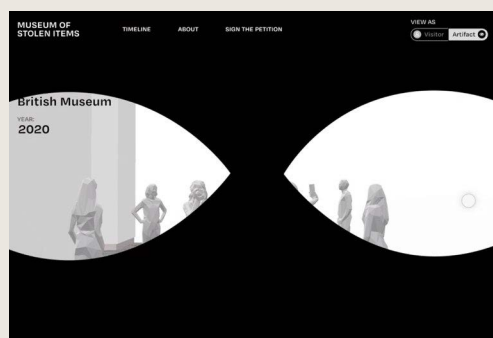 MUSEUM OF
STOLEN ITEMS
TIMELINE
ABOUT
SIGN THE PETITION
VIEW AS
Visitor
Artifact
British Museum
YEAR:
2020